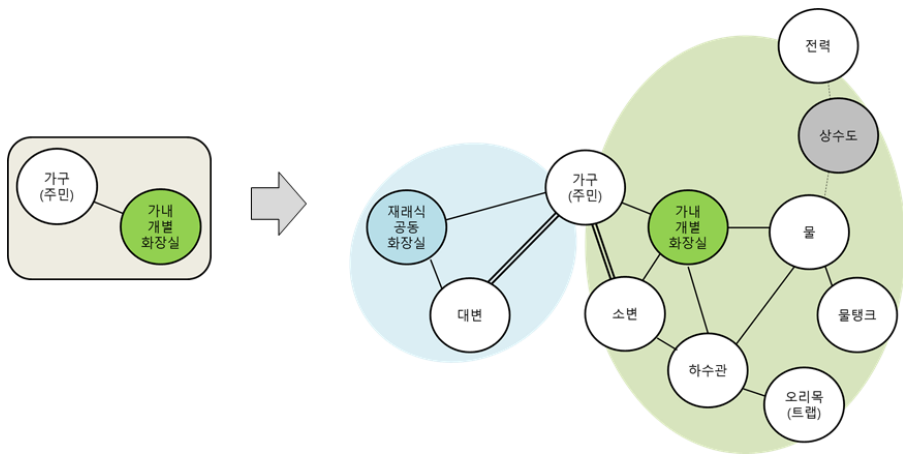 가구
(주민)
가내
개별
화장실
전력
상수도
가구
(주민)
재래식
공동
화장실
가내
개별
화장실
물
대변
소변
물탱크
하수관
오리목
(트랩)